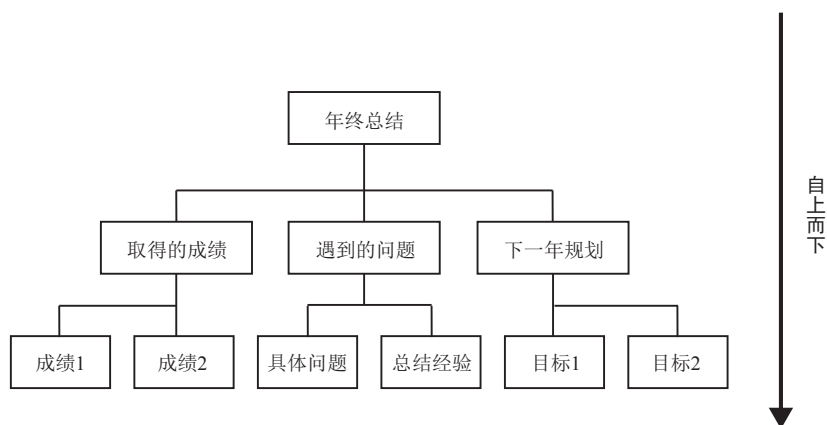 年终总结
取得的成绩
遇到的问题
下一年规划
成绩1
成绩2
具体问题
总结经验
目标1
目标2
自上而下